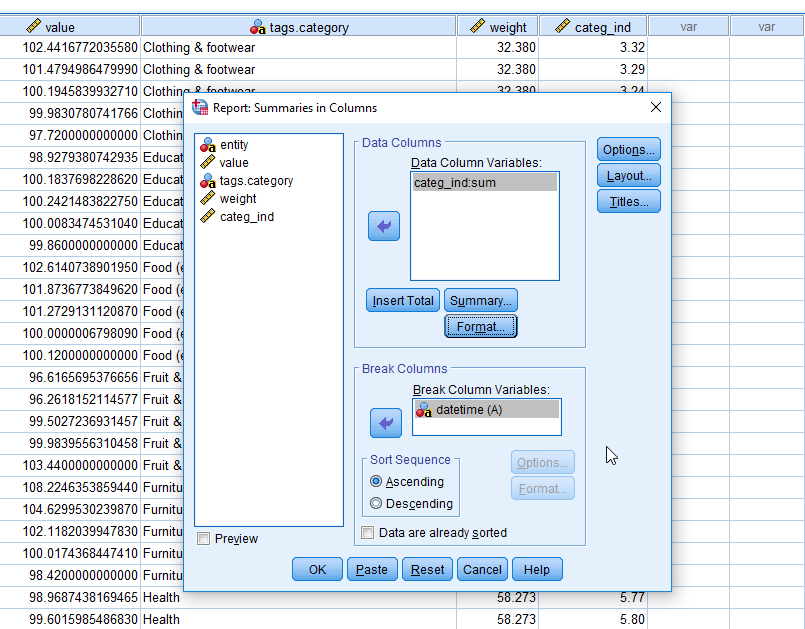 value tags.category weight categ_ind var var
102.4416772035580 Clothing & footwear 32.380 3.32
101.4794986479990 Clothing & footwear 32.380 3.29
100.1945839932710 Clothing & footwear 32.380 3.24
Report: Summaries in Columns
99.9830780741766 Clothin
97.7200000000000 Clothin
98.9279380742935 Educat
100.1837698228620 Educat
100.2421483822750 Educat
100.0083474531040 Educat
99.8600000000000 Educat
102.6140738901950 Food (e
101.8736773849620 Food (e
101.2729131120870 Food (e
100.0000006798090 Food (e
100.1200000000000 Food (e
96.6165695376656 Fruit &
96.2618152114577 Fruit &
99.5027236931457 Fruit &
99.9839556310458 Fruit &
103.4400000000000 Fruit &
108.2246353859440 Furnitu
104.6299530239870 Furnitu
102.1182039947830 Furnitu
100.0174368447410 Furnitu
98.4200000000000 Furnitu
entity
value
tags.category
weight
categ_ind
Preview
Data Columns
Data Column Variables:
categ_ind:sum
Insert Total Summary...
Format...
Break Columns
Break Column Variables:
datetime (A)
Sort Sequence
Ascending
Descending
Options...
Format...
Data are already sorted
Options...
Layout...
Titles...
OK Paste Reset Cancel Help
98.9687438169465 Health 58.273 5.77
99.6015985486830 Health 58.273 5.80